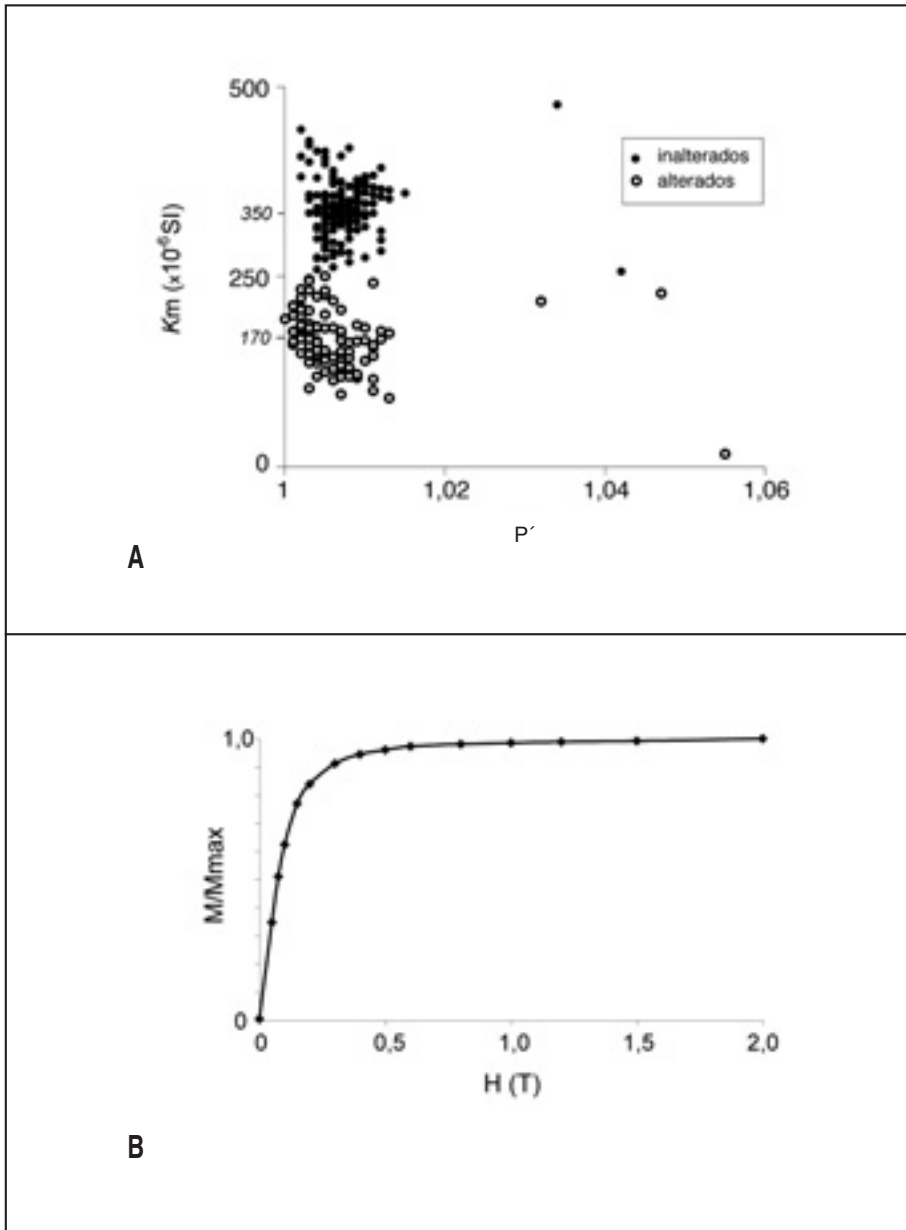 500
350
250
170
0
Km (x10⁻⁶SI)
inalterados
alterados
1 1,02 1,04 1,06
P´
A
1,0
0
M/Mmax
0 0,5 1,0 1,5 2,0
H (T)
B